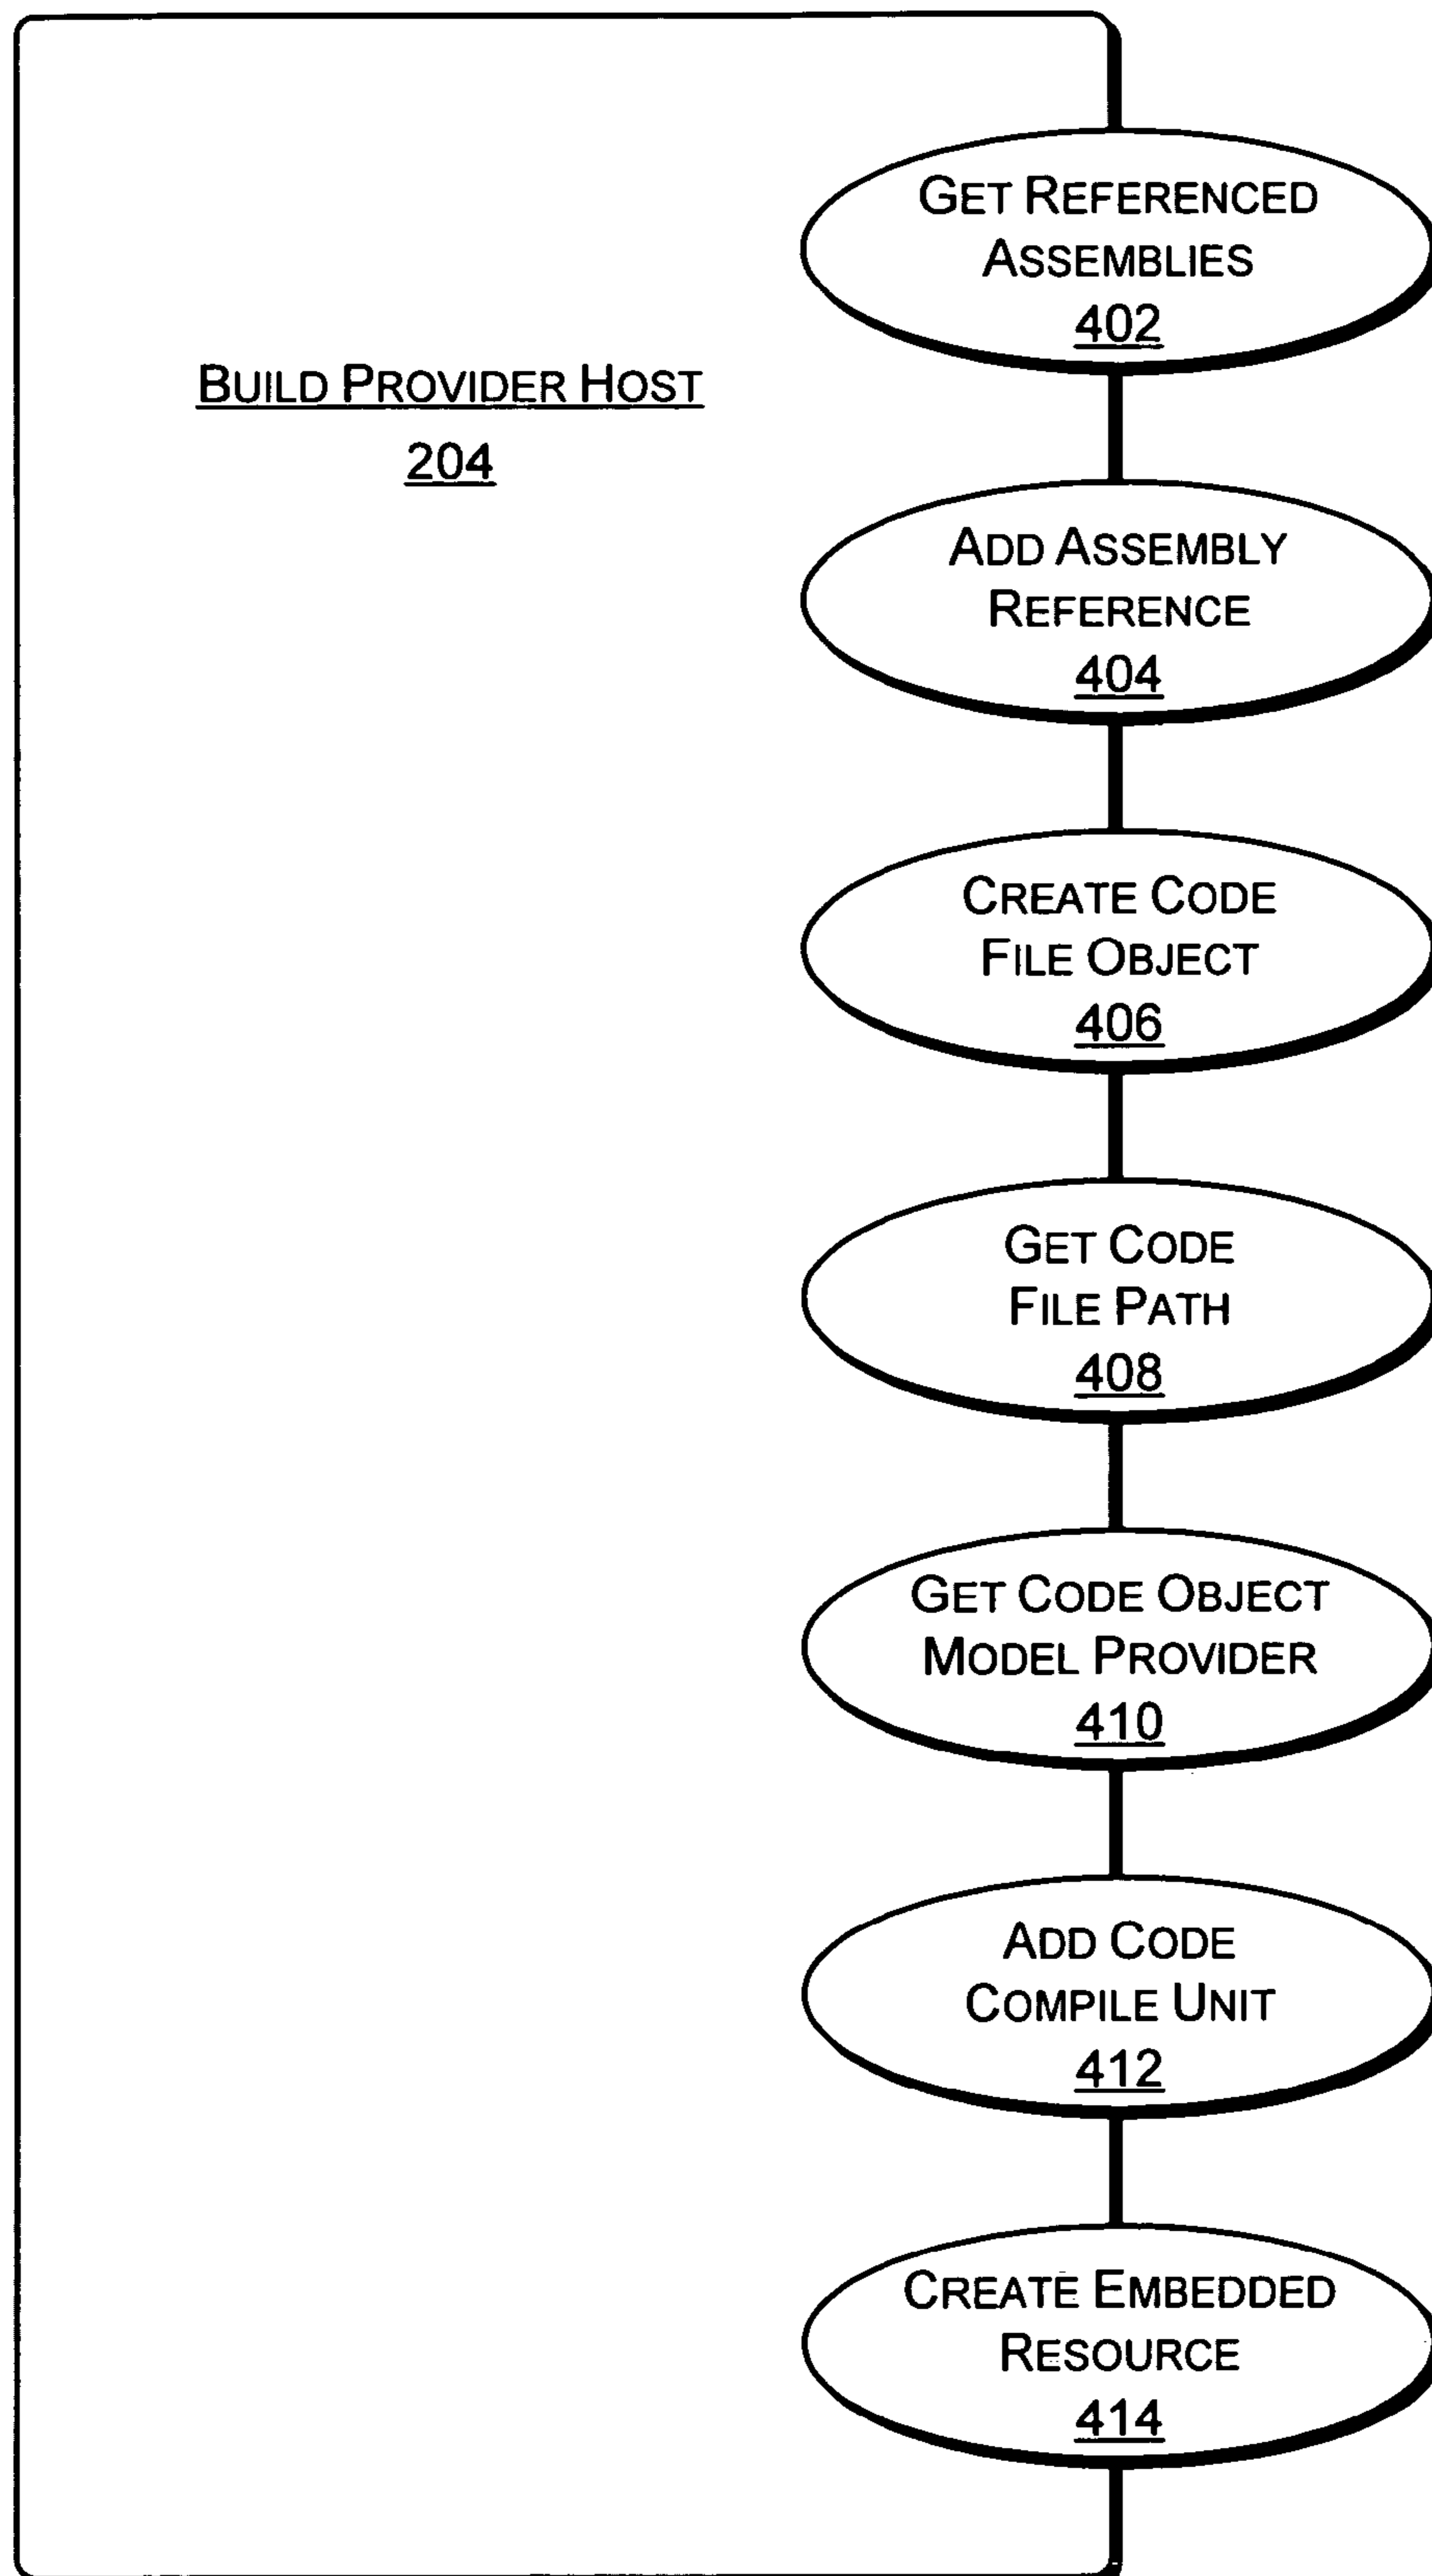 GET REFERENCED
ASSEMBLIES
402
BUILD PROVIDER HOST
204
ADD ASSEMBLY
REFERENCE
404
CREATE CODE
FILE OBJECT
406
GET CODE
FILE PATH
408
GET CODE OBJECT
MODEL PROVIDER
410
ADD CODE
COMPILE UNIT
412
CREATE EMBEDDED
RESOURCE
414